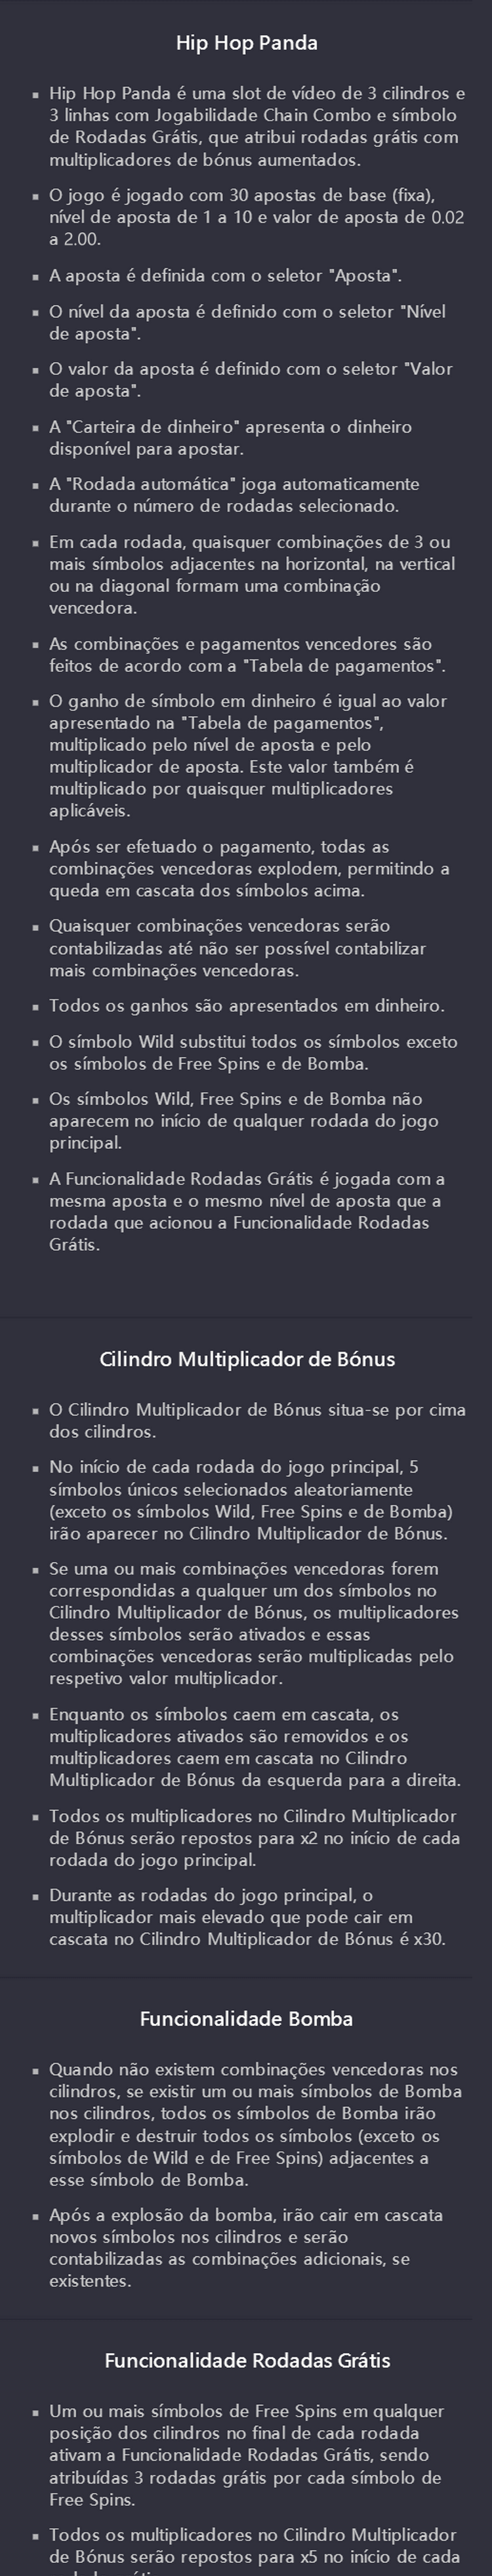 Hip Hop Panda
▪ Hip Hop Panda é uma slot de vídeo de 3 cilindros e
3 linhas com Jogabilidade Chain Combo e símbolo
de Rodadas Grátis, que atribui rodadas grátis com
multiplicadores de bónus aumentados.
▪ O jogo é jogado com 30 apostas de base (fixa),
nível de aposta de 1 a 10 e valor de aposta de 0.02
a 2.00.
▪ A aposta é definida com o seletor "Aposta".
▪ O nível da aposta é definido com o seletor "Nível
de aposta".
▪ O valor da aposta é definido com o seletor "Valor
de aposta".
▪ A "Carteira de dinheiro" apresenta o dinheiro
disponível para apostar.
▪ A "Rodada automática" joga automaticamente
durante o número de rodadas selecionado.
▪ Em cada rodada, quaisquer combinações de 3 ou
mais símbolos adjacentes na horizontal, na vertical
ou na diagonal formam uma combinação
vencedora.
▪ As combinações e pagamentos vencedores são
feitos de acordo com a "Tabela de pagamentos".
▪ O ganho de símbolo em dinheiro é igual ao valor
apresentado na "Tabela de pagamentos",
multiplicado pelo nível de aposta e pelo
multiplicador de aposta. Este valor também é
multiplicado por quaisquer multiplicadores
aplicáveis.
▪ Após ser efetuado o pagamento, todas as
combinações vencedoras explodem, permitindo a
queda em cascata dos símbolos acima.
▪ Quaisquer combinações vencedoras serão
contabilizadas até não ser possível contabilizar
mais combinações vencedoras.
▪ Todos os ganhos são apresentados em dinheiro.
▪ O símbolo Wild substitui todos os símbolos exceto
os símbolos de Free Spins e de Bomba.
▪ Os símbolos Wild, Free Spins e de Bomba não
aparecem no início de qualquer rodada do jogo
principal.
▪ A Funcionalidade Rodadas Grátis é jogada com a
mesma aposta e o mesmo nível de aposta que a
rodada que acionou a Funcionalidade Rodadas
Grátis.
Cilindro Multiplicador de Bónus
▪ O Cilindro Multiplicador de Bónus situa-se por cima
dos cilindros.
▪ No início de cada rodada do jogo principal, 5
símbolos únicos selecionados aleatoriamente
(exceto os símbolos Wild, Free Spins e de Bomba)
irão aparecer no Cilindro Multiplicador de Bónus.
▪ Se uma ou mais combinações vencedoras forem
correspondidas a qualquer um dos símbolos no
Cilindro Multiplicador de Bónus, os multiplicadores
desses símbolos serão ativados e essas
combinações vencedoras serão multiplicadas pelo
respetivo valor multiplicador.
▪ Enquanto os símbolos caem em cascata, os
multiplicadores ativados são removidos e os
multiplicadores caem em cascata no Cilindro
Multiplicador de Bónus da esquerda para a direita.
▪ Todos os multiplicadores no Cilindro Multiplicador
de Bónus serão repostos para x2 no início de cada
rodada do jogo principal.
▪ Durante as rodadas do jogo principal, o
multiplicador mais elevado que pode cair em
cascata no Cilindro Multiplicador de Bónus é x30.
Funcionalidade Bomba
▪ Quando não existem combinações vencedoras nos
cilindros, se existir um ou mais símbolos de Bomba
nos cilindros, todos os símbolos de Bomba irão
explodir e destruir todos os símbolos (exceto os
símbolos de Wild e de Free Spins) adjacentes a
esse símbolo de Bomba.
▪ Após a explosão da bomba, irão cair em cascata
novos símbolos nos cilindros e serão
contabilizadas as combinações adicionais, se
existentes.
Funcionalidade Rodadas Grátis
▪ Um ou mais símbolos de Free Spins em qualquer
posição dos cilindros no final de cada rodada
ativam a Funcionalidade Rodadas Grátis, sendo
atribuídas 3 rodadas grátis por cada símbolo de
Free Spins.
▪ Todos os multiplicadores no Cilindro Multiplicador
de Bónus serão repostos para x5 no início de cada